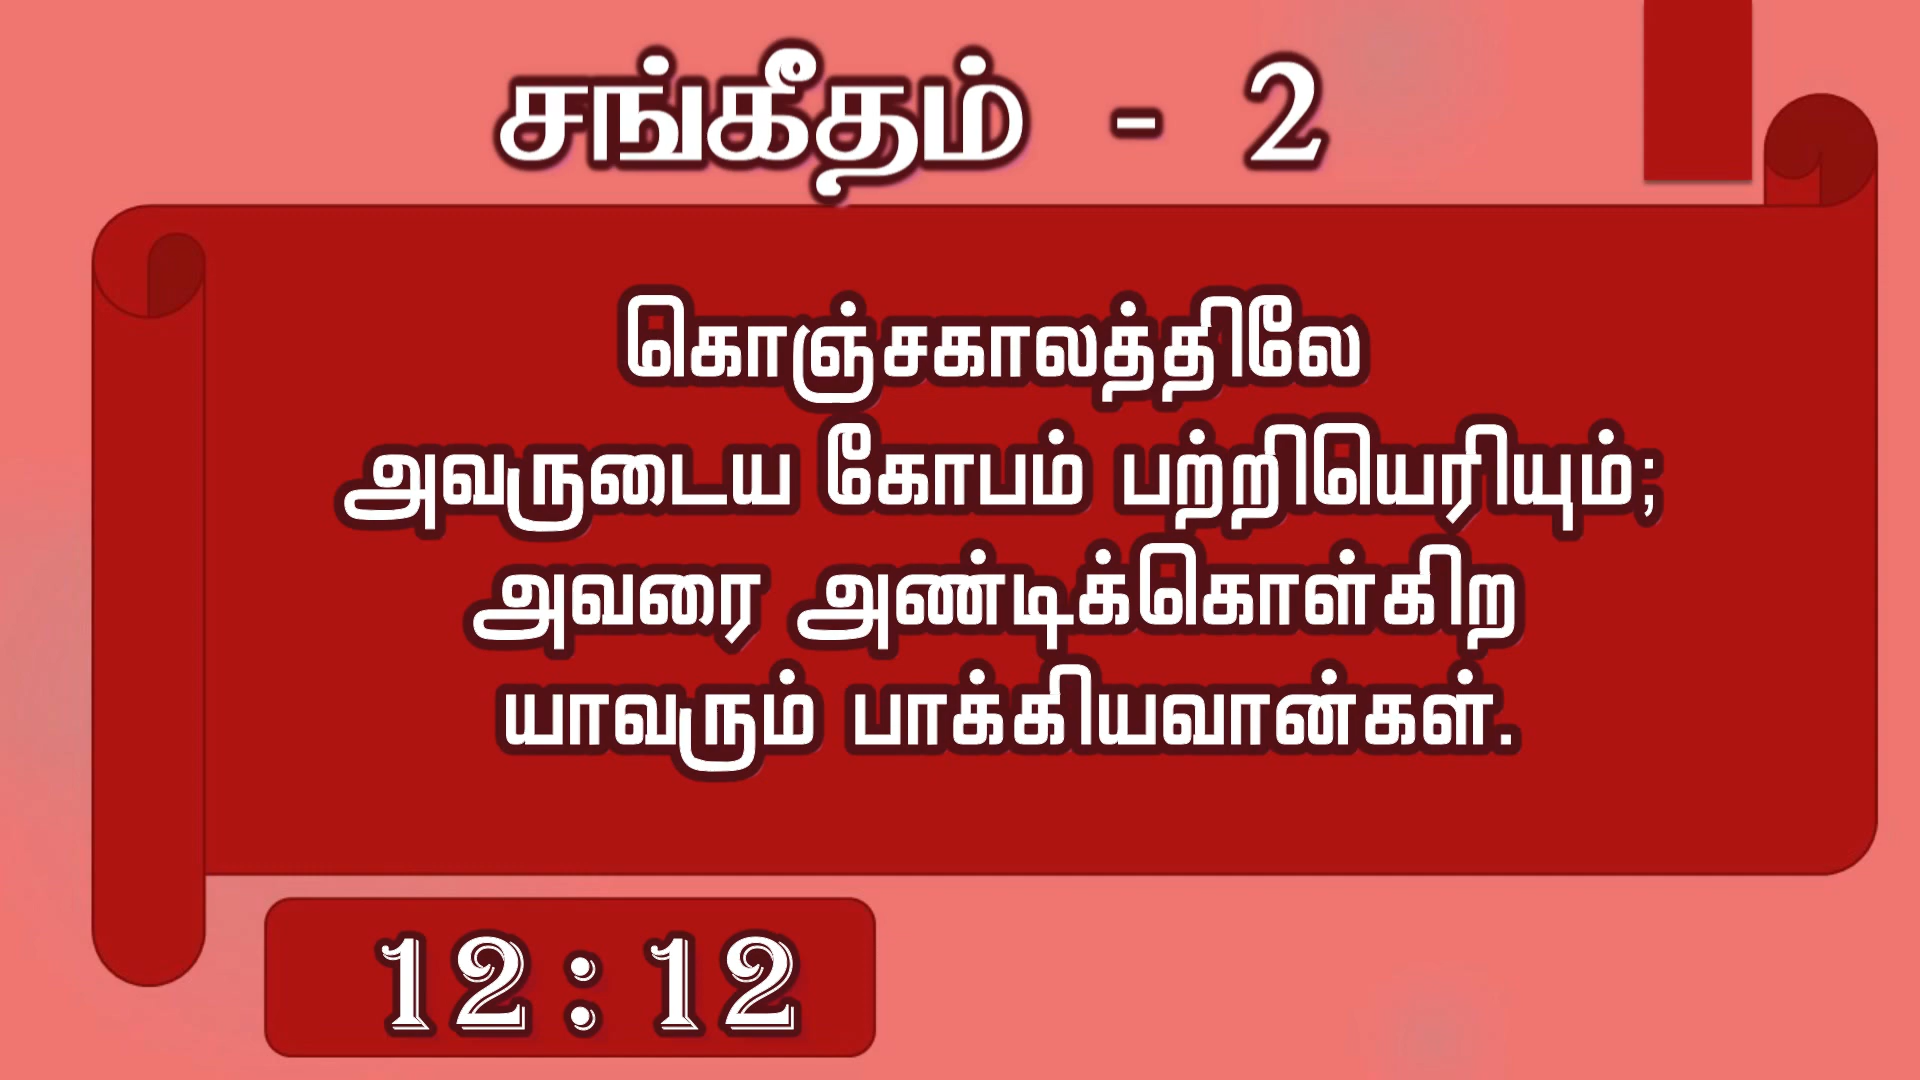 சங்கீதம் - 2
கொஞ்சகாலத்திலே
அவருடைய கோபம் பற்றியெரியும்;
அவரை அண்டிக்கொள்கிற
யாவரும் பாக்கியவான்கள்.
12:12